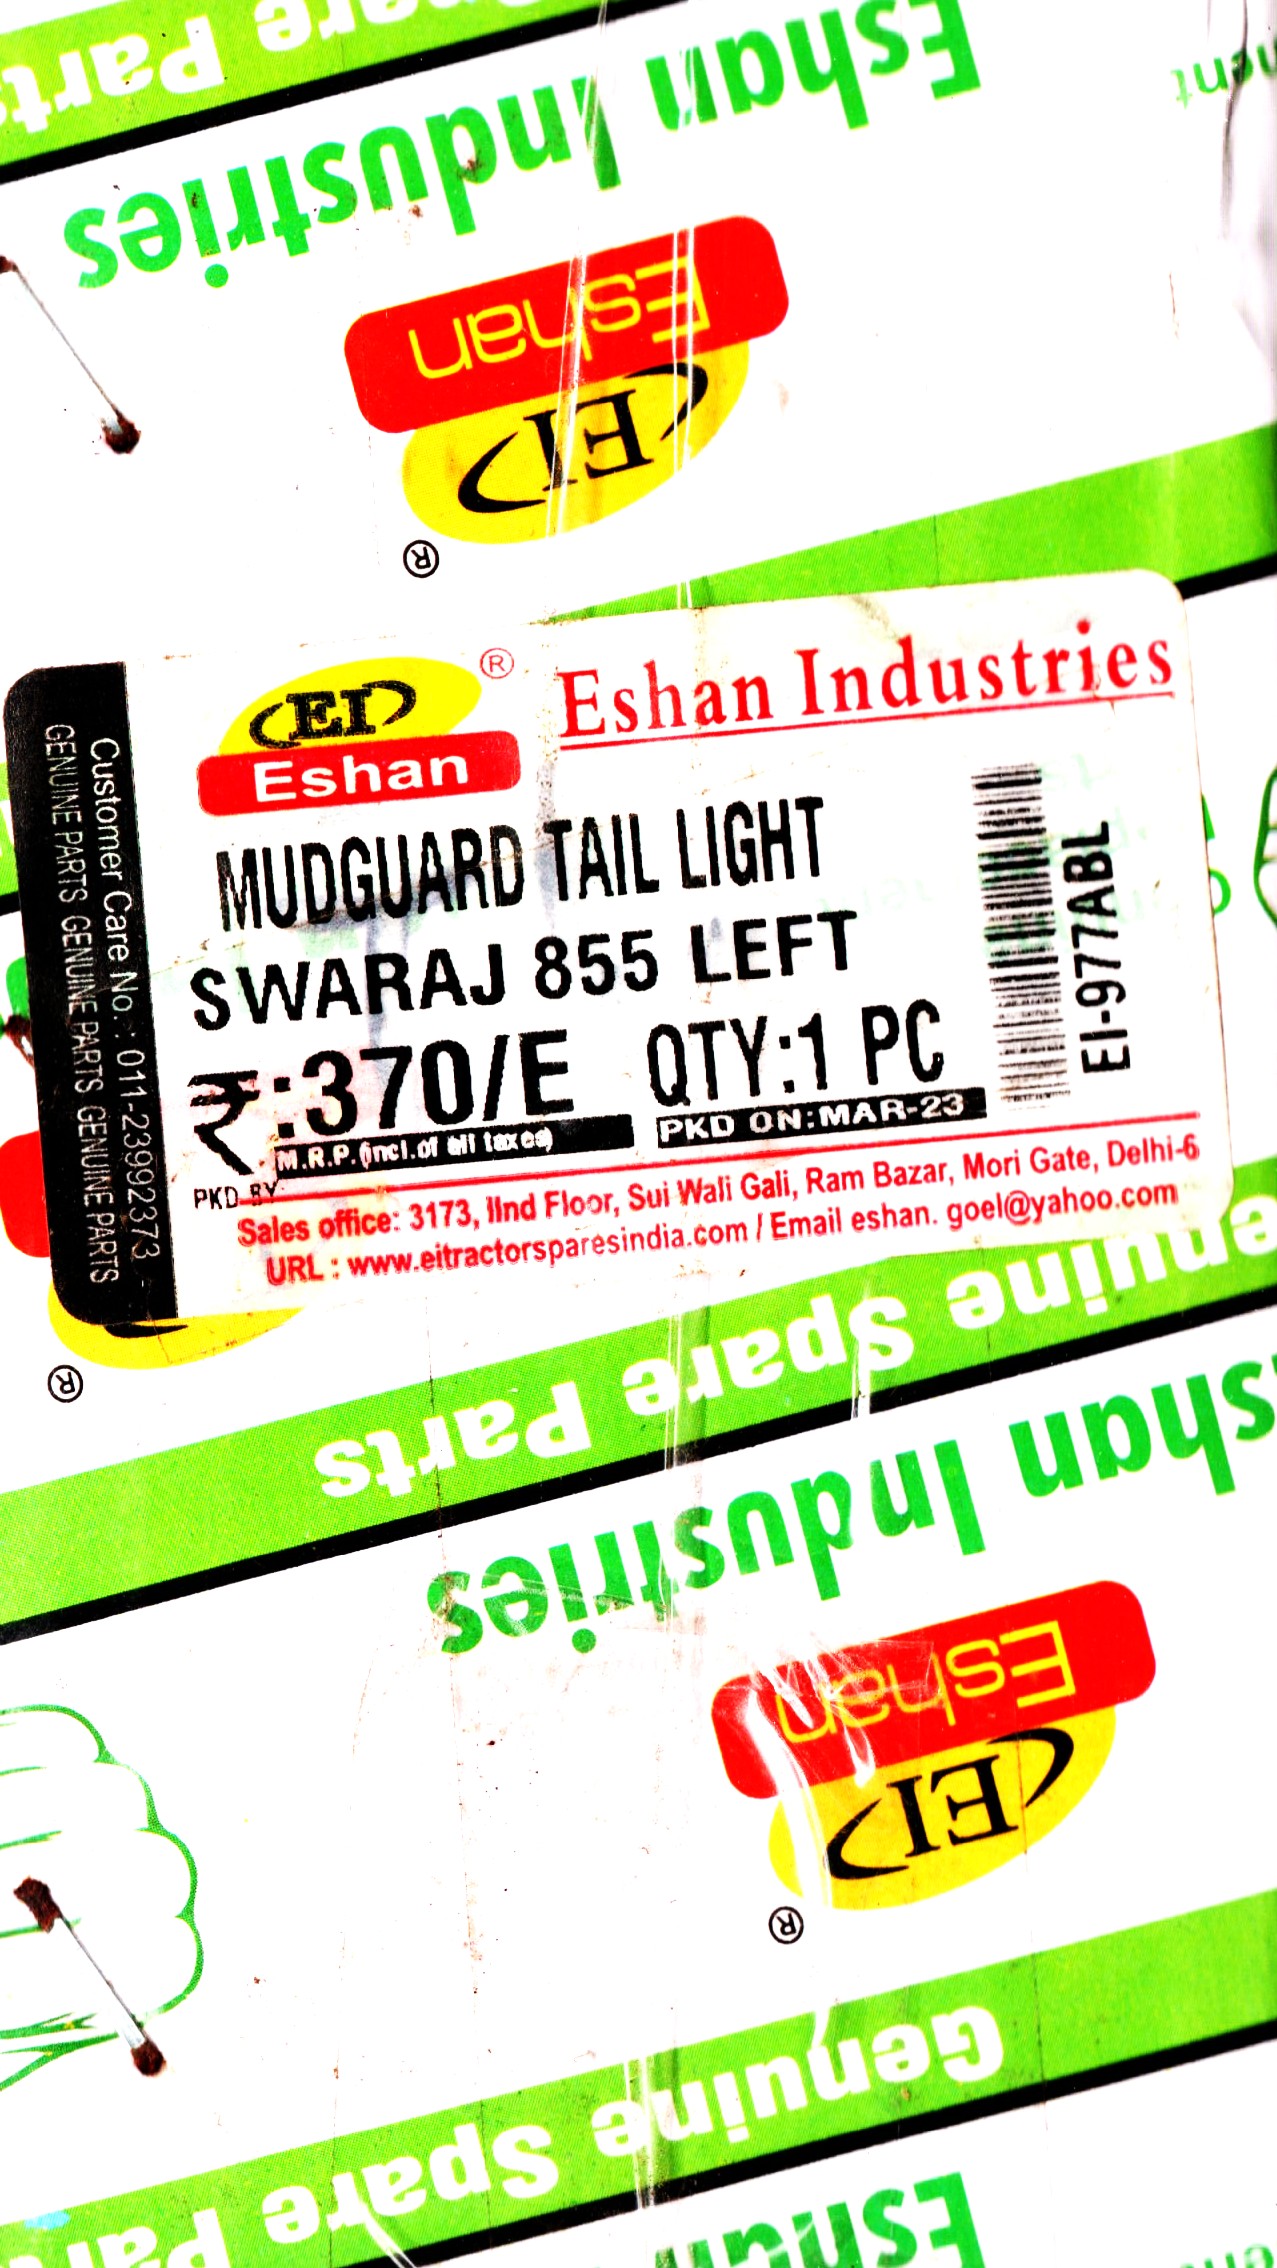 Spare Parts
Eshan Industries
Eshan
EI
®
EI ®
Eshan
Eshan Industries
Customer Care No.: 011-23992373
GENUINE PARTS GENUINE PARTS GENUINE PARTS
MUDGUARD TAIL LIGHT
SWARAJ 855 LEFT
₹:370/E QTY:1 PC
M.R.P.(incl.of all taxes) PKD ON:MAR-23
EI-977ABL
PKD BY
Sales office: 3173, IInd Floor, Sui Wali Gali, Ram Bazar, Mori Gate, Delhi-6
URL : www.eitractorsparesindia.com / Email eshan. goel@yahoo.com
®
Genuine Spare Parts
Eshan Industries
Eshan
EI
®
Genuine Spare Parts
Eshan